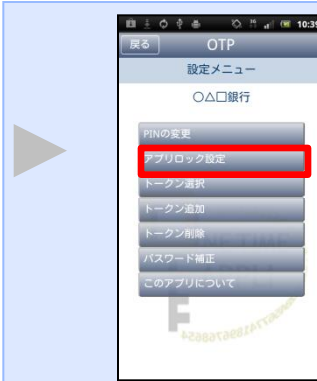 10:39
戻る OTP
設定メニュー
○△□銀行
PINの変更
アプリロック設定
トークン選択
トークン追加
トークン削除
パスワード補正
このアプリについて